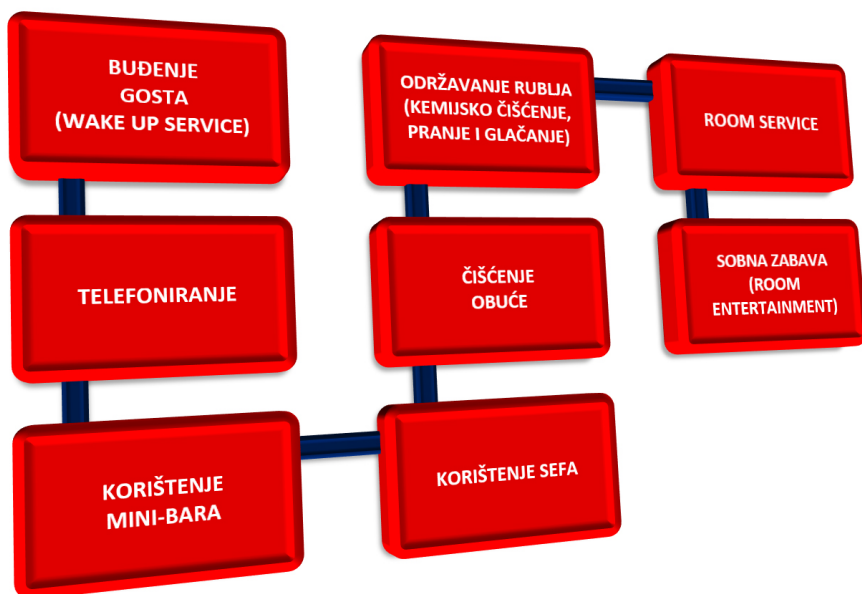 BUĐENJE
GOSTA
(WAKE UP SERVICE)
TELEFONIRANJE
KORIŠTENJE
MINI-BARA
KORIŠTENJE SEFA
ČIŠĆENJE
OBUĆE
ODRŽAVANJE RUBLJA
(KEMIJSKO ČIŠĆENJE,
PRANJE I GLAČANJE)
ROOM SERVICE
SOBNA ZABAVA
(ROOM
ENTERTAINMENT)